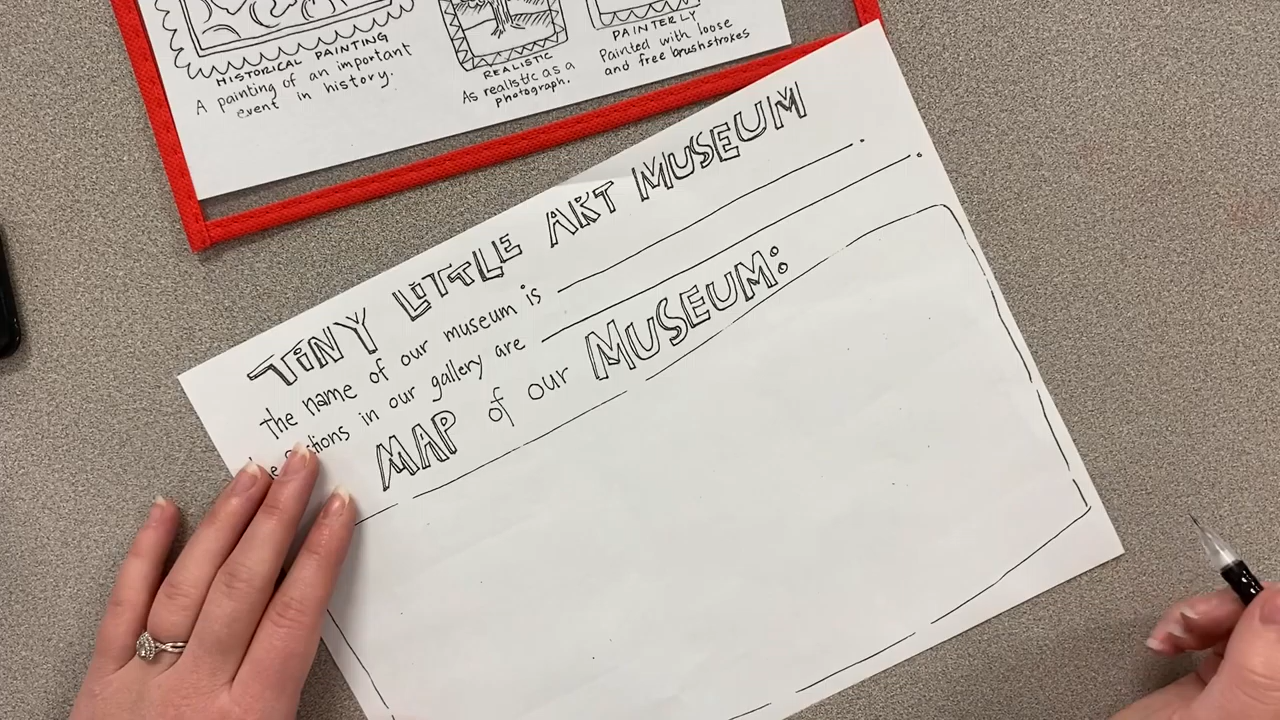 HISTORICAL PAINTING
A painting of an important
event in history.
REALISTIC
As realistic as a
photograph.
PAINTERLY
Painted with loose
and free brushstrokes
TiNY LiTTLE ART MUSEUM
the name of our museum is
in our gallery are
MAP of our MUSEUM: